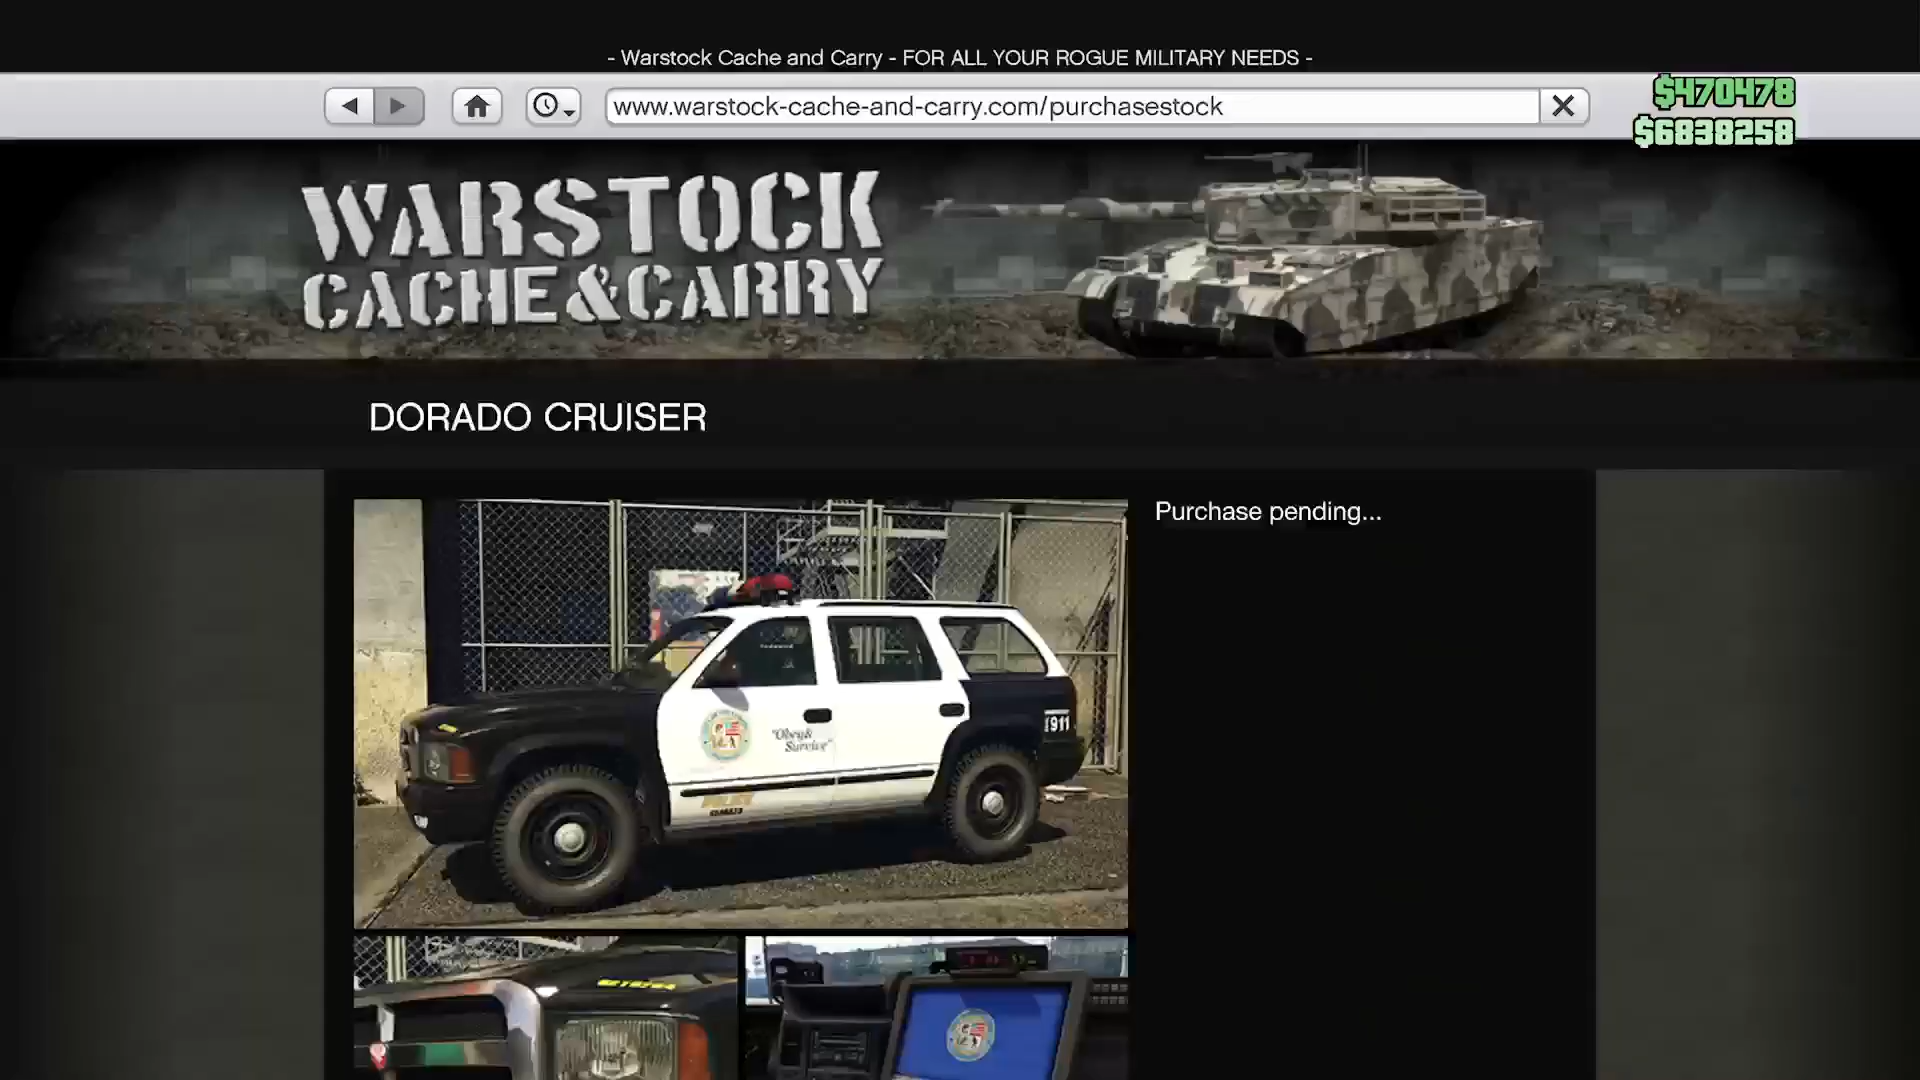 - Warstock Cache and Carry - FOR ALL YOUR ROGUE MILITARY NEEDS -
www.warstock-cache-and-carry.com/purchasestock
$470478
$6838258
WARSTOCK
CACHE&CARRY
DORADO CRUISER
Purchase pending...
"Obey &
Survive"
911